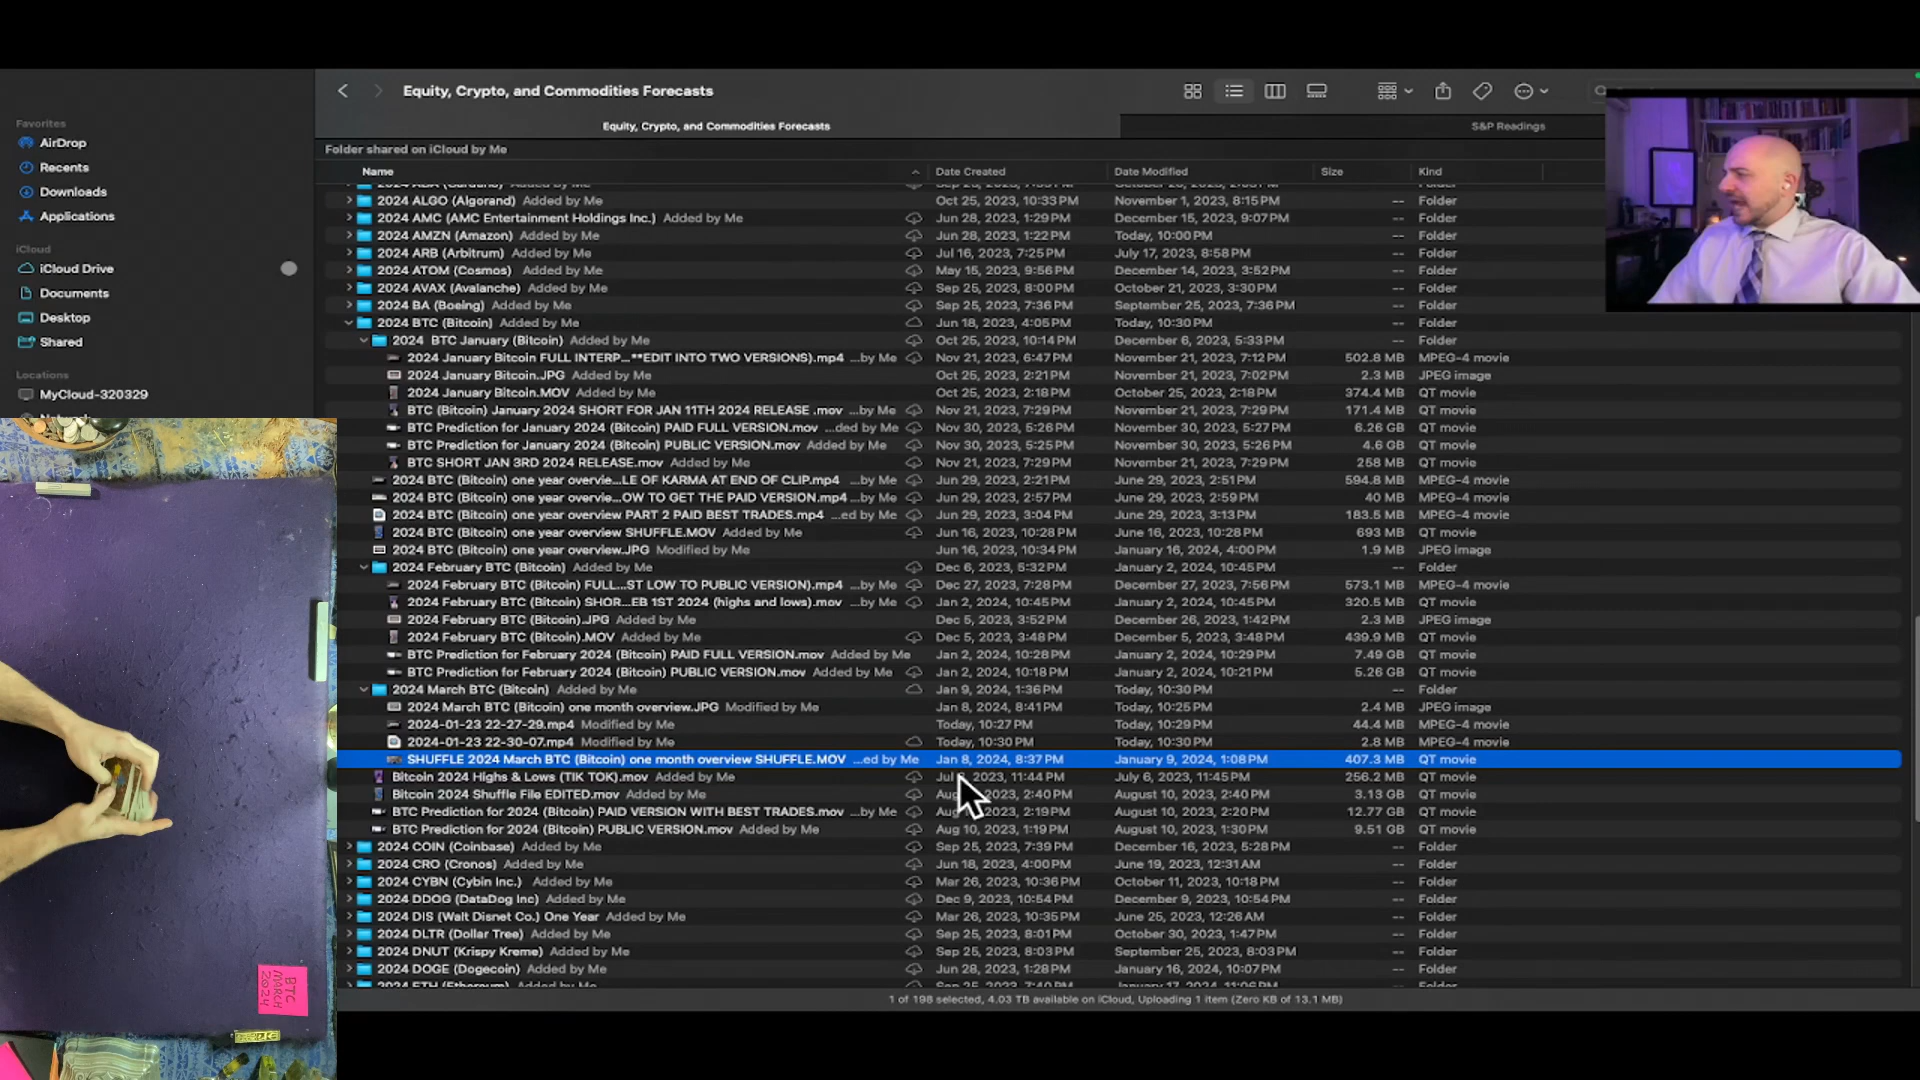 Equity, Crypto, and Commodities Forecasts
Equity, Crypto, and Commodities Forecasts S&P Readings
Folder shared on iCloud by Me
Name Date Created Date Modified Size Kind
Favorites
AirDrop
Recents
Downloads
Applications
iCloud
iCloud Drive
Documents
Desktop
Shared
Locations
MyCloud-320329
2024 ALGO (Algorand) Added by Me Oct 25, 2023, 10:33 PM November 1, 2023, 8:15 PM -- Folder
2024 AMC (AMC Entertainment Holdings Inc.) Added by Me Jun 28, 2023, 1:29 PM December 15, 2023, 9:07 PM -- Folder
2024 AMZN (Amazon) Added by Me Jun 28, 2023, 1:22 PM Today, 10:00 PM -- Folder
2024 ARB (Arbitrum) Added by Me Jul 16, 2023, 7:25 PM July 17, 2023, 8:58 PM -- Folder
2024 ATOM (Cosmos) Added by Me May 15, 2023, 9:56 PM December 14, 2023, 3:52 PM -- Folder
2024 AVAX (Avalanche) Added by Me Sep 25, 2023, 8:00 PM October 21, 2023, 3:30 PM -- Folder
2024 BA (Boeing) Added by Me Sep 25, 2023, 7:36 PM September 25, 2023, 7:36 PM -- Folder
2024 BTC (Bitcoin) Added by Me Jun 18, 2023, 4:05 PM Today, 10:30 PM -- Folder
2024 BTC January (Bitcoin) Added by Me Oct 25, 2023, 10:14 PM December 6, 2023, 5:33 PM -- Folder
2024 January Bitcoin FULL INTERP...**EDIT INTO TWO VERSIONS).mp4 ...by Me Nov 21, 2023, 6:47 PM November 21, 2023, 7:12 PM 502.8 MB MPEG-4 movie
2024 January Bitcoin.JPG Added by Me Oct 25, 2023, 2:21 PM November 21, 2023, 7:02 PM 2.3 MB JPEG image
2024 January Bitcoin.MOV Added by Me Oct 25, 2023, 2:18 PM October 25, 2023, 2:18 PM 374.4 MB QT movie
BTC (Bitcoin) January 2024 SHORT FOR JAN 11TH 2024 RELEASE .mov ...by Me Nov 21, 2023, 7:29 PM November 21, 2023, 7:29 PM 171.4 MB QT movie
BTC Prediction for January 2024 (Bitcoin) PAID FULL VERSION.mov ...ded by Me Nov 30, 2023, 5:26 PM November 30, 2023, 5:27 PM 6.26 GB QT movie
BTC Prediction for January 2024 (Bitcoin) PUBLIC VERSION.mov Added by Me Nov 30, 2023, 5:25 PM November 30, 2023, 5:26 PM 4.6 GB QT movie
BTC SHORT JAN 3RD 2024 RELEASE.mov Added by Me Nov 21, 2023, 7:29 PM November 21, 2023, 7:29 PM 258 MB QT movie
2024 BTC (Bitcoin) one year overvie...LE OF KARMA AT END OF CLIP.mp4 ...by Me Jun 29, 2023, 2:21 PM June 29, 2023, 2:51 PM 594.8 MB MPEG-4 movie
2024 BTC (Bitcoin) one year overvie...OW TO GET THE PAID VERSION.mp4 ...by Me Jun 29, 2023, 2:57 PM June 29, 2023, 2:59 PM 40 MB MPEG-4 movie
2024 BTC (Bitcoin) one year overview PART 2 PAID BEST TRADES.mp4 ...ed by Me Jun 29, 2023, 3:04 PM June 29, 2023, 3:13 PM 183.5 MB MPEG-4 movie
2024 BTC (Bitcoin) one year overview SHUFFLE.MOV Added by Me Jun 16, 2023, 10:28 PM June 16, 2023, 10:28 PM 693 MB QT movie
2024 BTC (Bitcoin) one year overview.JPG Modified by Me Jun 16, 2023, 10:34 PM January 16, 2024, 4:00 PM 1.9 MB JPEG image
2024 February BTC (Bitcoin) Added by Me Dec 6, 2023, 5:32 PM January 2, 2024, 10:45 PM -- Folder
2024 February BTC (Bitcoin) FULL...ST LOW TO PUBLIC VERSION).mp4 ...by Me Dec 27, 2023, 7:28 PM December 27, 2023, 7:56 PM 573.1 MB MPEG-4 movie
2024 February BTC (Bitcoin) SHOR...EB 1ST 2024 (highs and lows).mov ...by Me Jan 2, 2024, 10:45 PM January 2, 2024, 10:45 PM 320.5 MB QT movie
2024 February BTC (Bitcoin).JPG Added by Me Dec 5, 2023, 3:52 PM December 26, 2023, 1:42 PM 2.3 MB JPEG image
2024 February BTC (Bitcoin).MOV Added by Me Dec 5, 2023, 3:48 PM December 5, 2023, 3:48 PM 439.9 MB QT movie
BTC Prediction for February 2024 (Bitcoin) PAID FULL VERSION.mov Added by Me Jan 2, 2024, 10:28 PM January 2, 2024, 10:29 PM 7.49 GB QT movie
BTC Prediction for February 2024 (Bitcoin) PUBLIC VERSION.mov Added by Me Jan 2, 2024, 10:18 PM January 2, 2024, 10:21 PM 5.26 GB QT movie
2024 March BTC (Bitcoin) Added by Me Jan 9, 2024, 1:36 PM Today, 10:30 PM -- Folder
2024 March BTC (Bitcoin) one month overview.JPG Modified by Me Jan 8, 2024, 8:41 PM Today, 10:25 PM 2.4 MB JPEG image
2024-01-23 22-27-29.mp4 Modified by Me Today, 10:27 PM Today, 10:29 PM 44.4 MB MPEG-4 movie
2024-01-23 22-30-07.mp4 Modified by Me Today, 10:30 PM Today, 10:30 PM 2.8 MB MPEG-4 movie
SHUFFLE 2024 March BTC (Bitcoin) one month overview SHUFFLE.MOV ...ed by Me Jan 8, 2024, 8:37 PM January 9, 2024, 1:08 PM 407.3 MB QT movie
Bitcoin 2024 Highs & Lows (TIK TOK).mov Added by Me Jul 2023, 11:44 PM July 6, 2023, 11:45 PM 256.2 MB QT movie
Bitcoin 2024 Shuffle File EDITED.mov Added by Me Aug 2023, 2:40 PM August 10, 2023, 2:40 PM 3.13 GB QT movie
BTC Prediction for 2024 (Bitcoin) PAID VERSION WITH BEST TRADES.mov ...by Me Aug 2023, 2:19 PM August 10, 2023, 2:20 PM 12.77 GB QT movie
BTC Prediction for 2024 (Bitcoin) PUBLIC VERSION.mov Added by Me Aug 10, 2023, 1:19 PM August 10, 2023, 1:30 PM 9.51 GB QT movie
2024 COIN (Coinbase) Added by Me Sep 25, 2023, 7:39 PM December 16, 2023, 5:28 PM -- Folder
2024 CRO (Cronos) Added by Me Jun 18, 2023, 4:00 PM June 19, 2023, 12:31 AM -- Folder
2024 CYBN (Cybin Inc.) Added by Me Mar 26, 2023, 10:36 PM October 11, 2023, 10:18 PM -- Folder
2024 DDOG (DataDog Inc) Added by Me Dec 9, 2023, 10:54 PM December 9, 2023, 10:54 PM -- Folder
2024 DIS (Walt Disnet Co.) One Year Added by Me Mar 26, 2023, 10:35 PM June 25, 2023, 12:26 AM -- Folder
2024 DLTR (Dollar Tree) Added by Me Sep 25, 2023, 8:01 PM October 30, 2023, 1:47 PM -- Folder
2024 DNUT (Krispy Kreme) Added by Me Sep 25, 2023, 8:03 PM September 25, 2023, 8:03 PM -- Folder
2024 DOGE (Dogecoin) Added by Me Jun 28, 2023, 1:28 PM January 16, 2024, 10:07 PM -- Folder
1 of 198 selected, 4.03 TB available on iCloud, Uploading 1 item (Zero KB of 13.1 MB)
BTC
MARCH
2024